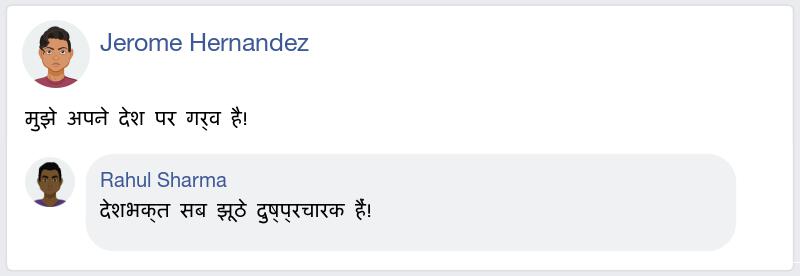 Jerome Hernandez
मुझे अपने देश पर गर्व है!
Rahul Sharma
देशभक्त सब झूठे दुष्प्रचारक हैं!